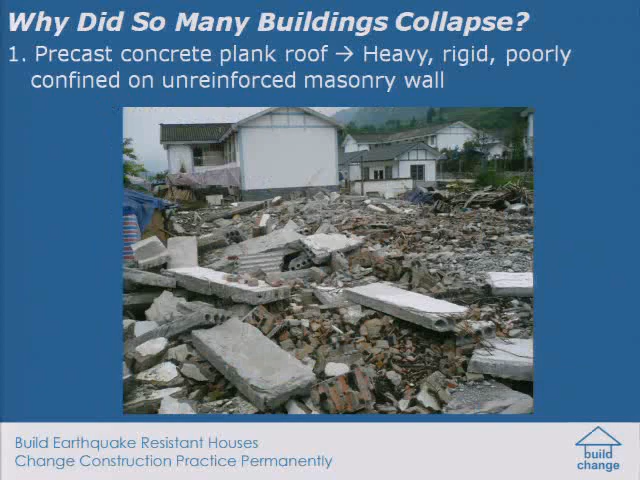 Why Did So Many Buildings Collapse?
1. Precast concrete plank roof → Heavy, rigid, poorly
confined on unreinforced masonry wall
Build Earthquake Resistant Houses
Change Construction Practice Permanently
build
change